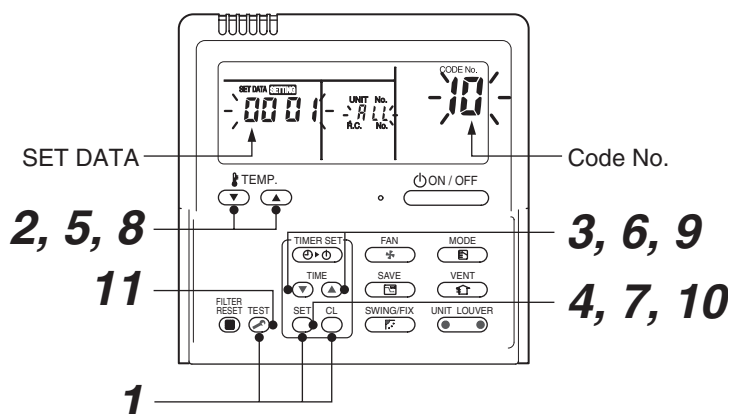 CODE No.
SET DATA SETTING
0001
UNIT No.
ALL
R.C. No.
10
SET DATA
Code No.
TEMP.
ON / OFF
2, 5, 8
TIMER SET
FAN
MODE
3, 6, 9
11
TIME
SAVE
VENT
4, 7, 10
FILTER
RESET
TEST
SET
CL
SWING/FIX
UNIT LOUVER
1